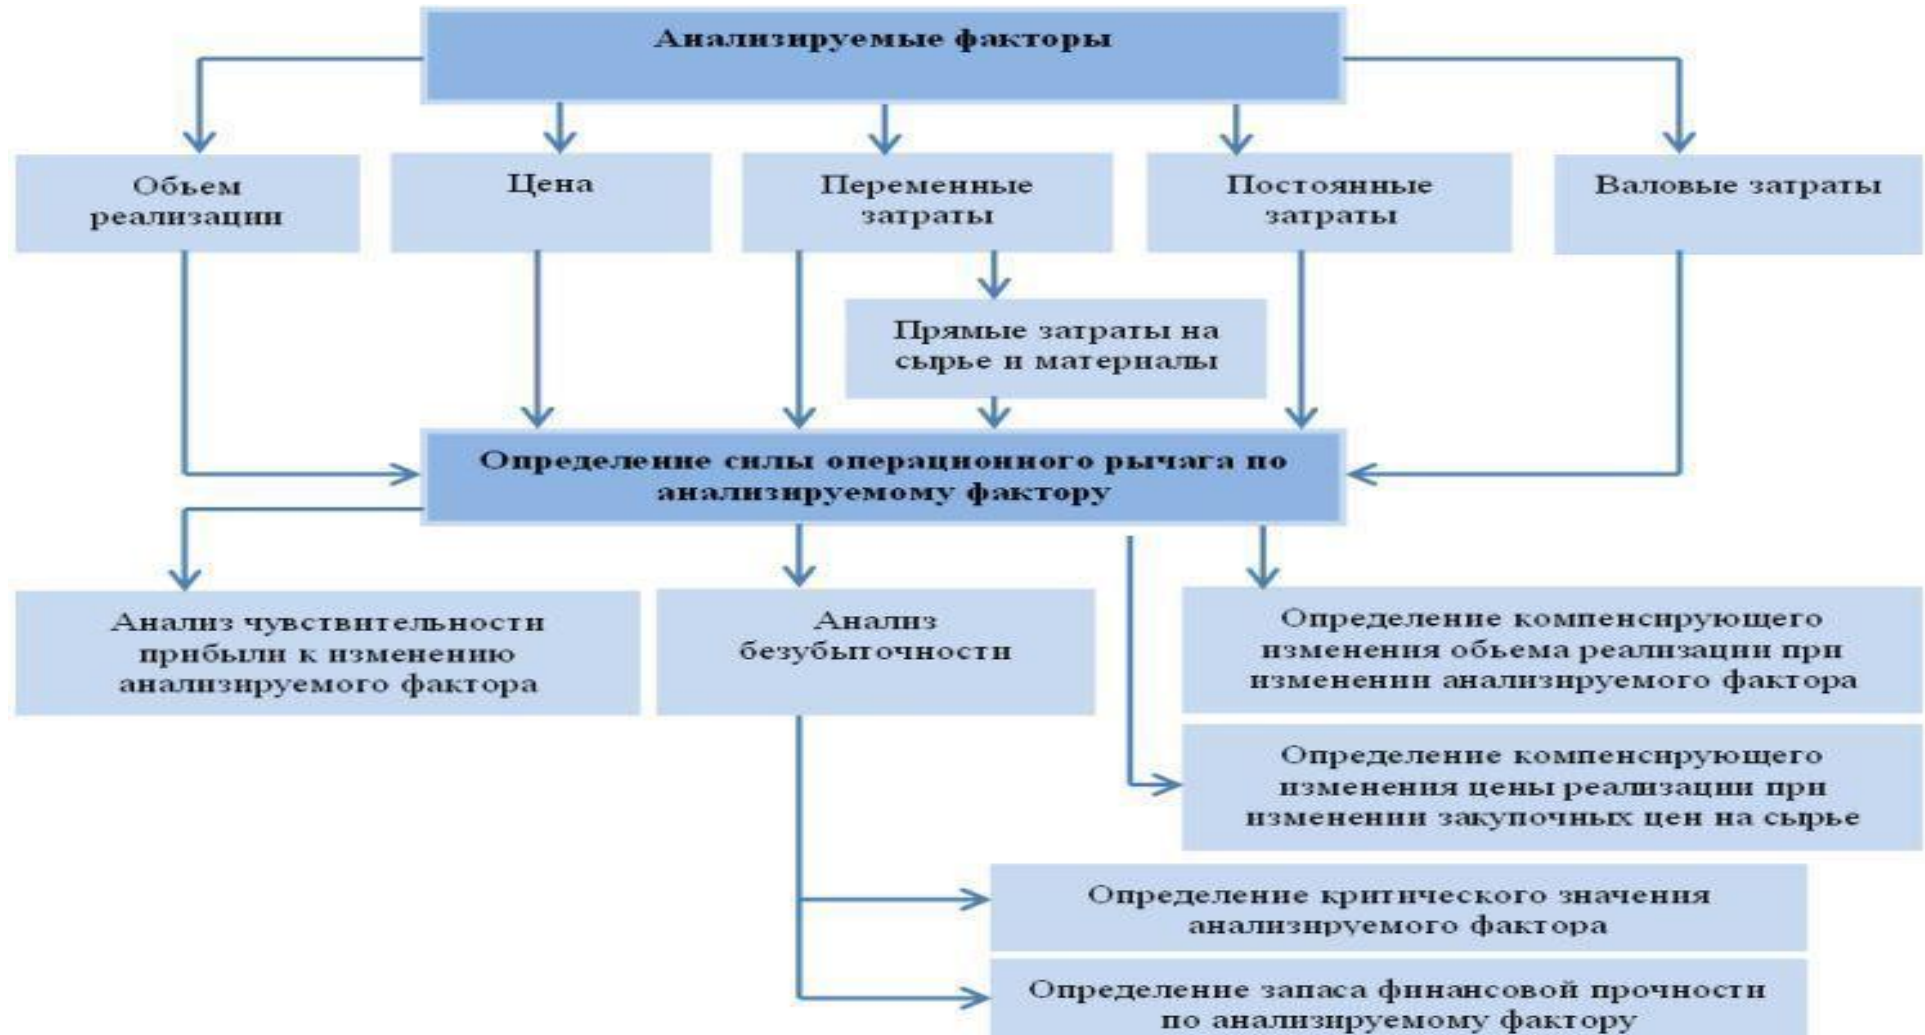 Анализируемые факторы
Обьем
реализации
Цена
Переменные
затраты
Постоянные
затраты
Валовые затраты
Прямые затраты на
сырье и материалы
Определение силы операционного рычага по
анализируемому фактору
Анализ чувствительности
прибыли к изменению
анализируемого фактора
Анализ
безубыточности
Определение компенсирующего
изменения обьема реализации при
изменении анализируемого фактора
Определение компенсирующего
изменения цены реализации при
изменении закупочных цен на сырье
Определение критического значения
анализируемого фактора
Определение запаса финансовой прочности
по анализируемому фактору